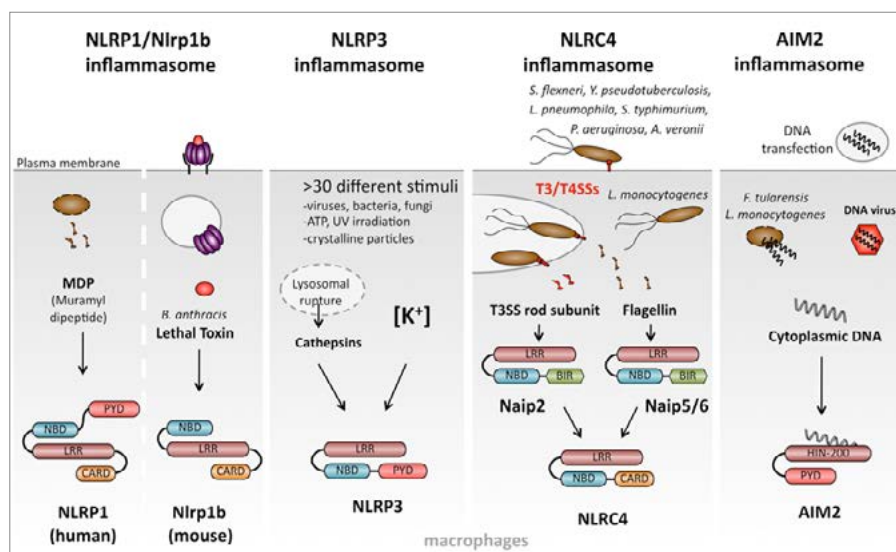 NLRP1/Nlrp1b
inflammasome
NLRP3
inflammasome
NLRC4
inflammasome
AIM2
inflammasome
S. flexneri, Y. pseudotuberculosis,
L. pneumophila, S. typhimurium,
P. aeruginosa, A. veronii
DNA
transfection
Plasma membrane
MDP
(Muramyl
dipeptide)
B. anthracis
Lethal Toxin
>30 different stimuli
-viruses, bacteria, fungi
-ATP, UV irradiation
-crystalline particles
Lysosomal
rupture
Cathepsins
[K+]
T3/T4SSs
L. monocytogenes
T3SS rod subunit
Flagellin
LRR
NBD
BIR
Naip2
LRR
NBD
BIR
Naip5/6
F. tularensis
L. monocytogenes
DNA virus
Cytoplasmic DNA
PYD
NBD
LRR
CARD
NLRP1
(human)
NBD
LRR
CARD
Nlrp1b
(mouse)
LRR
NBD
PYD
NLRP3
LRR
NBD
CARD
NLRC4
HIN-200
PYD
AIM2
macrophages